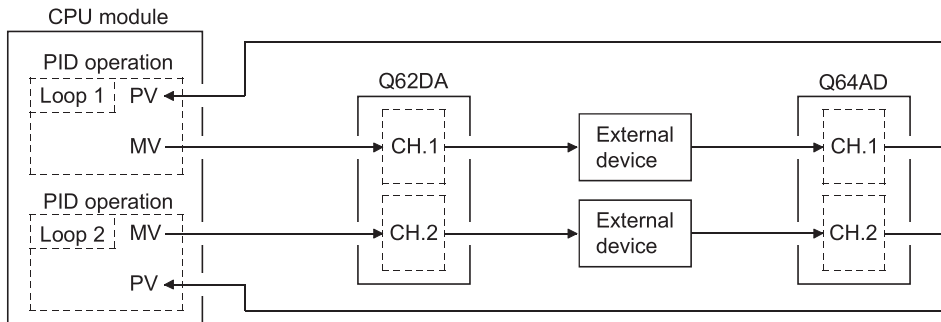 CPU module
PID operation
Loop 1 PV
MV
PID operation
Loop 2 MV
PV
Q62DA
CH.1
CH.2
External
device
External
device
Q64AD
CH.1
CH.2